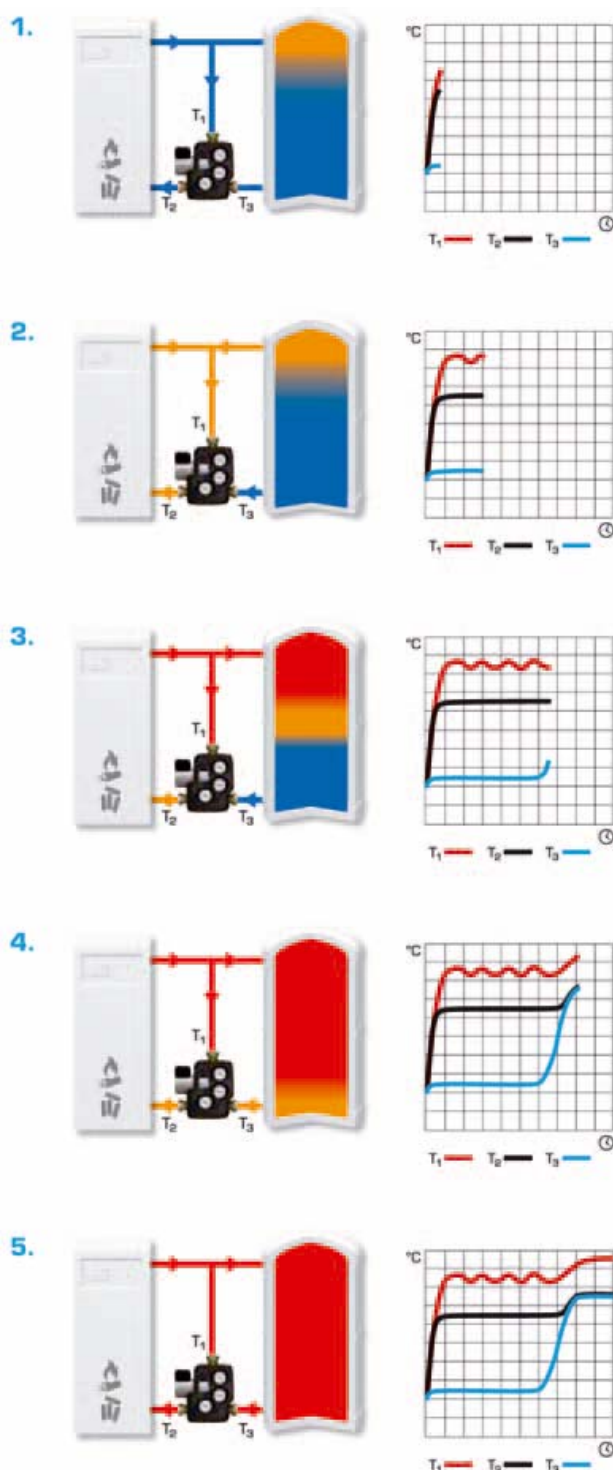 1.
°C
T₁
T₂ T₃
T₁ T₂ T₃
2.
°C
T₁
T₂ T₃
T₁ T₂ T₃
3.
°C
T₁
T₂ T₃
T₁ T₂ T₃
4.
°C
T₁
T₂ T₃
T₁ T₂ T₃
5.
°C
T₁
T₂ T₃
T₁ T₂ T₃